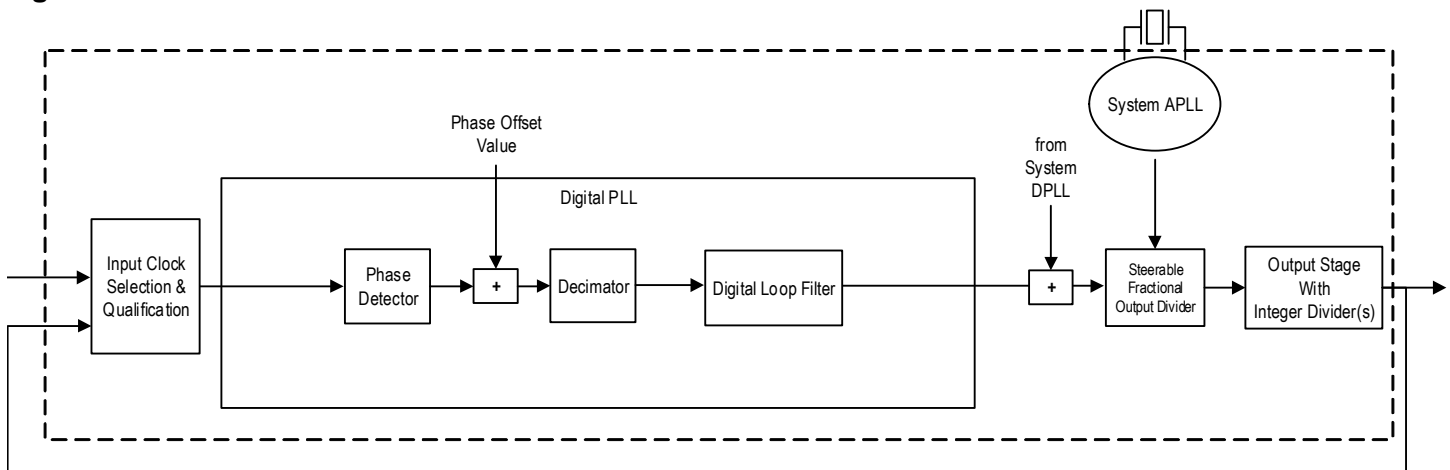 System APLL
Phase Offset
Value
from
System
DPLL
Digital PLL
Input Clock
Selection &
Qualification
Phase
Detector
+
Decimator
Digital Loop Filter
+
Steerable
Fractional
Output Divider
Output Stage
With
Integer Divider(s)